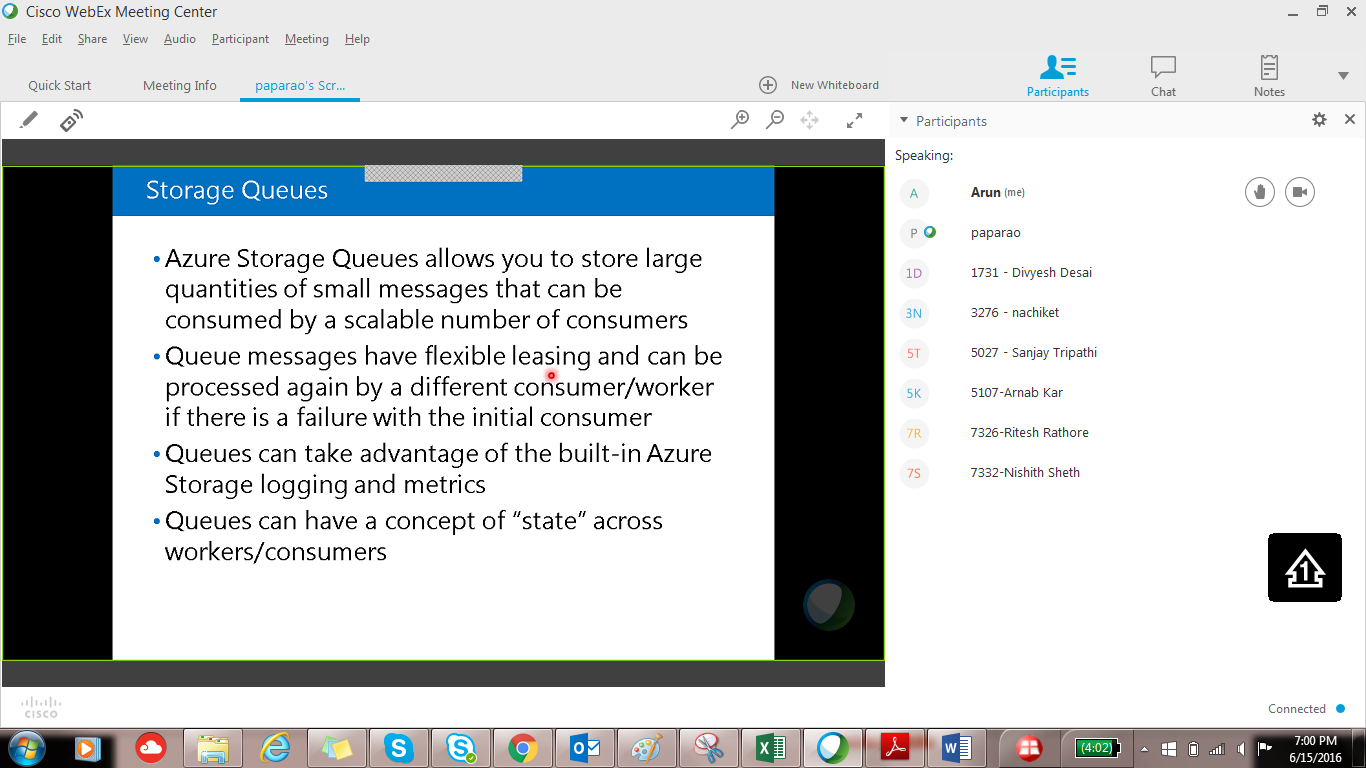 Cisco WebEx Meeting Center
File Edit Share View Audio Participant Meeting Help
Quick Start Meeting Info paparao's Scr... New Whiteboard
Participants Chat Notes
Storage Queues
•Azure Storage Queues allows you to store large
quantities of small messages that can be
consumed by a scalable number of consumers
•Queue messages have flexible leasing and can be
processed again by a different consumer/worker
if there is a failure with the initial consumer
•Queues can take advantage of the built-in Azure
Storage logging and metrics
•Queues can have a concept of “state” across
workers/consumers
Participants
Speaking:
A Arun (me)
P paparao
1D 1731 - Divyesh Desai
3N 3276 - nachiket
5T 5027 - Sanjay Tripathi
5K 5107-Arnab Kar
7R 7326-Ritesh Rathore
7S 7332-Nishith Sheth
1
CISCO
Connected
(4:02)
7:00 PM
6/15/2016